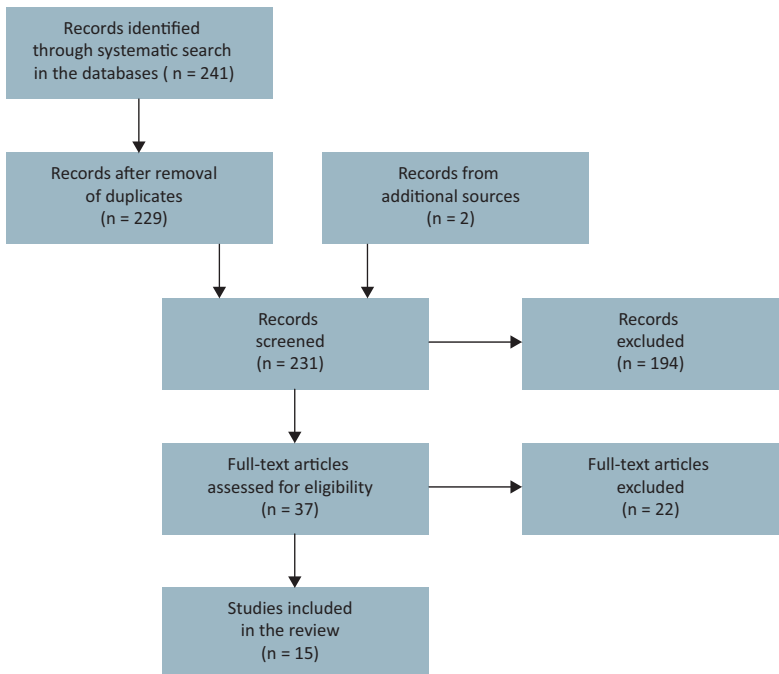 Records identified
through systematic search
in the databases ( n = 241)
Records after removal
of duplicates
(n = 229)
Records from
additional sources
(n = 2)
Records
screened
(n = 231)
Records
excluded
(n = 194)
Full-text articles
assessed for eligibility
(n = 37)
Full-text articles
excluded
(n = 22)
Studies included
in the review
(n = 15)